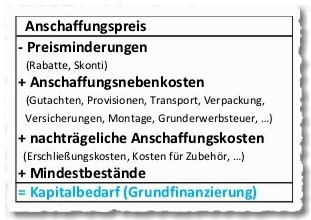 Anschaffungspreis
- Preisminderungen
(Rabatte, Skonti)
+ Anschaffungsnebenkosten
(Gutachten, Provisionen, Transport, Verpackung,
Versicherungen, Montage, Grunderwerbsteuer, …)
+ nachträgeliche Anschaffungskosten
(Erschließungskosten, Kosten für Zubehör, …)
+ Mindestbestände
= Kapitalbedarf (Grundfinanzierung)